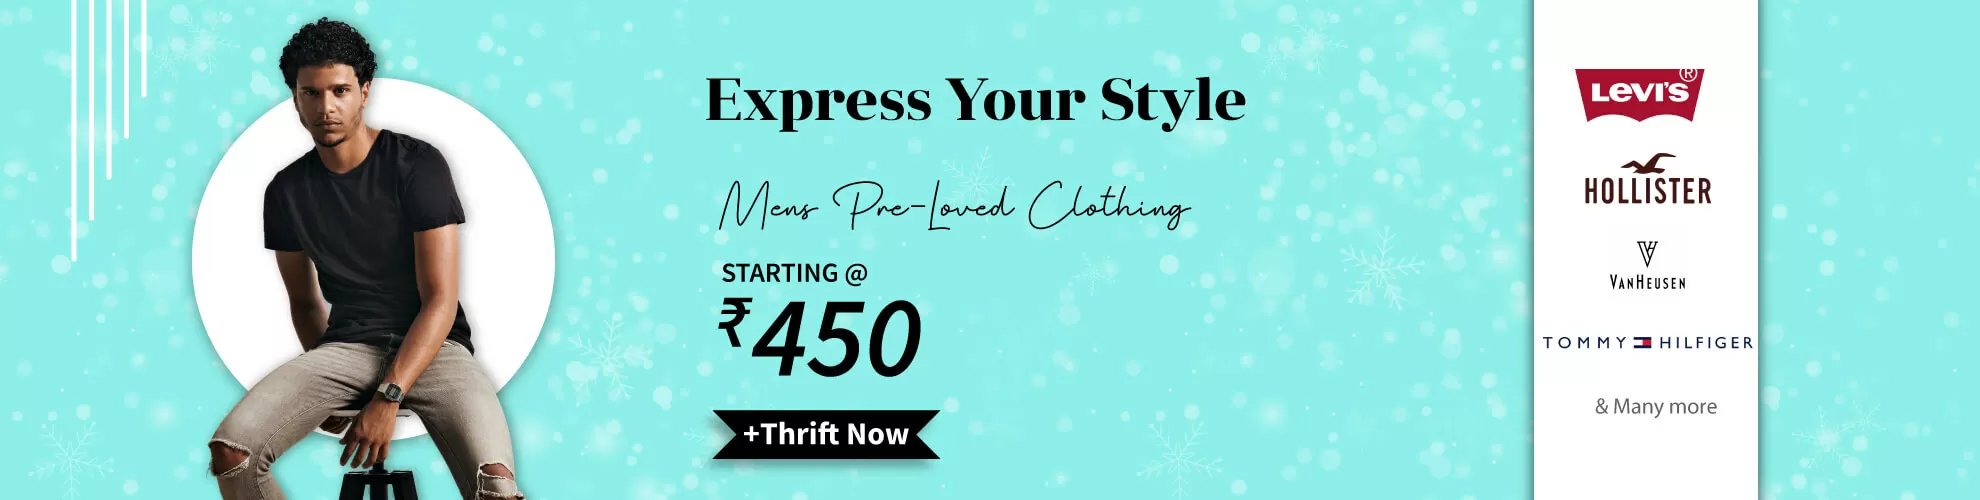 Express Your Style
Mens Pre-Loved Clothing
STARTING @
₹450
+Thrift Now
LEVI'S®
HOLLISTER
VANHEUSEN
TOMMY HILFIGER
& Many more